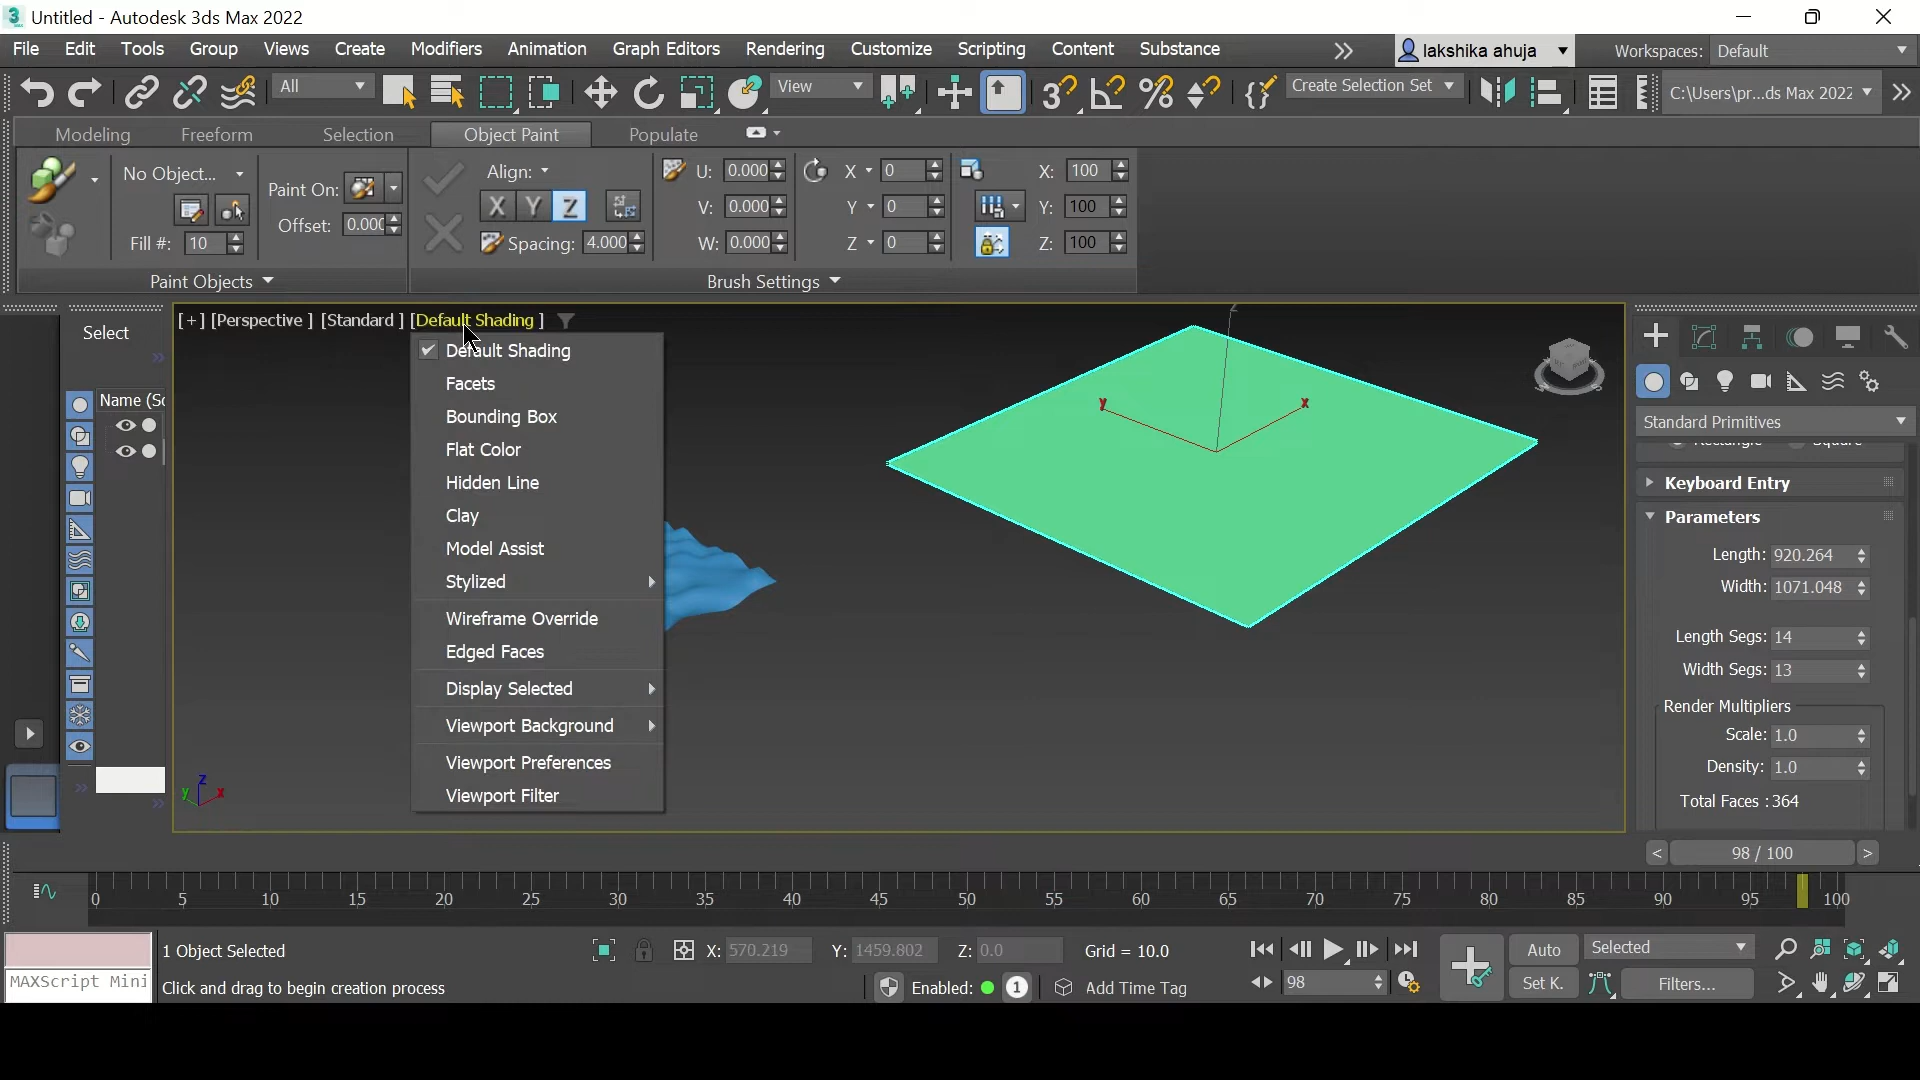 Untitled - Autodesk 3ds Max 2022
File Edit Tools Group Views Create Modifiers Animation Graph Editors Rendering Customize Scripting Content Substance lakshika ahuja Workspaces: Default
All View 3 Create Selection Set C:\Users\pr...ds Max 2022
Modeling Freeform Selection Object Paint Populate
No Object... Paint On: Align: U: 0.000 X 0 X: 100
X Y Z V: 0.000 Y 0 Y: 100
Offset: 0.000
Fill #: 10 Spacing: 4.000 W: 0.000 Z 0 Z: 100
Paint Objects Brush Settings
Select
[+] [Perspective ] [Standard ] [Default Shading ]
Name (Sc
Default Shading
Facets
Bounding Box
Flat Color
Hidden Line
Clay
Model Assist
Stylized
Wireframe Override
Edged Faces
Display Selected
Viewport Background
Viewport Preferences
Viewport Filter
z
y x
z
y x
Standard Primitives
Keyboard Entry
Parameters
Length: 920.264
Width: 1071.048
Length Segs: 14
Width Segs: 13
Render Multipliers
Scale: 1.0
Density: 1.0
Total Faces : 364
< 98 / 100 >
0 5 10 15 20 25 30 35 40 45 50 55 60 65 70 75 80 85 90 95 100
1 Object Selected X: 570.219 Y: 1459.802 Z: 0.0 Grid = 10.0 Auto Selected
MAXScript Mini Click and drag to begin creation process Enabled: 1 Add Time Tag 98 Set K. Filters...